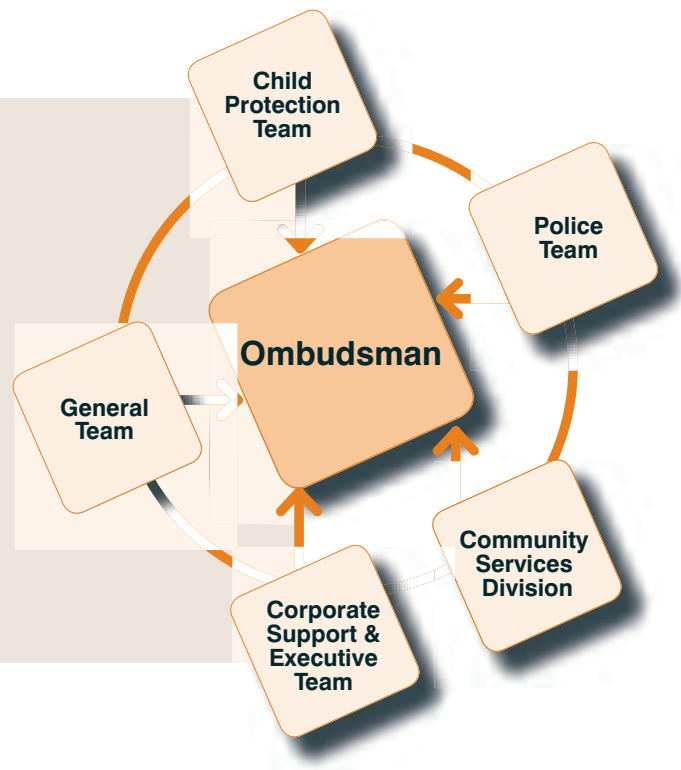 Child
Protection
Team
Police
Team
Ombudsman
General
Team
Community
Services
Division
Corporate
Support &
Executive
Team